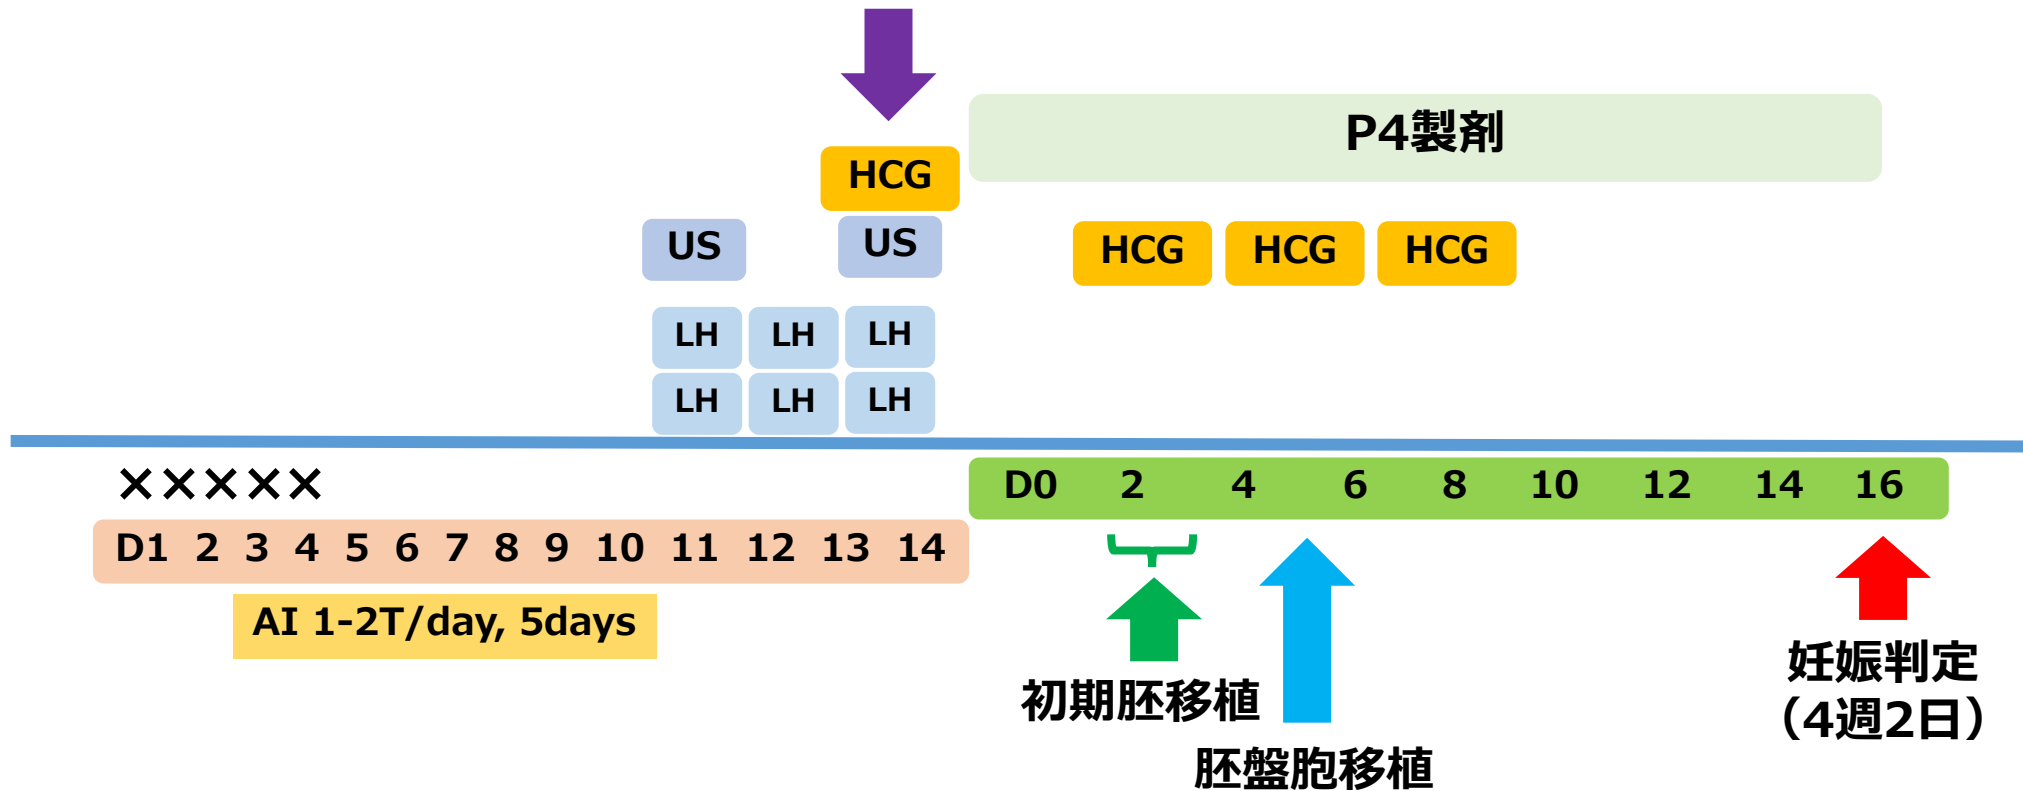 P4製剤
HCG
US US
HCG HCG HCG
LH LH LH
LH LH LH
×××××
D0 2 4 6 8 10 12 14 16
D1 2 3 4 5 6 7 8 9 10 11 12 13 14
AI 1-2T/day, 5days
初期胚移植
胚盤胞移植
妊娠判定
（4週2日）